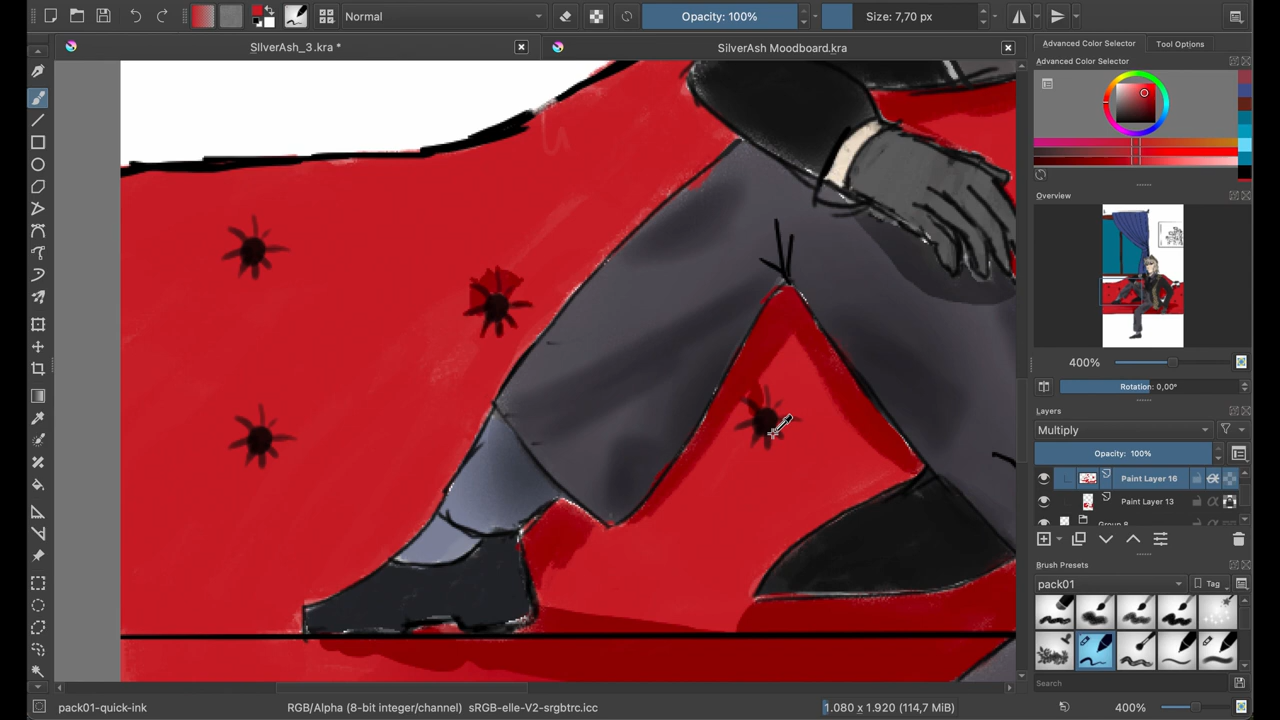 Normal
Opacity: 100%
Size: 7,70 px
SIlverAsh_3.kra *
SilverAsh Moodboard.kra
Advanced Color Selector
Tool Options
Advanced Color Selector
Overview
400%
Rotation: 0,00°
Layers
Multiply
Opacity: 100%
Paint Layer 16
Paint Layer 13
Group 8
Brush Presets
pack01
Tag
Search
pack01-quick-ink
RGB/Alpha (8-bit integer/channel) sRGB-elle-V2-srgbtrc.icc
1.080 x 1.920 (114,7 MiB)
400%